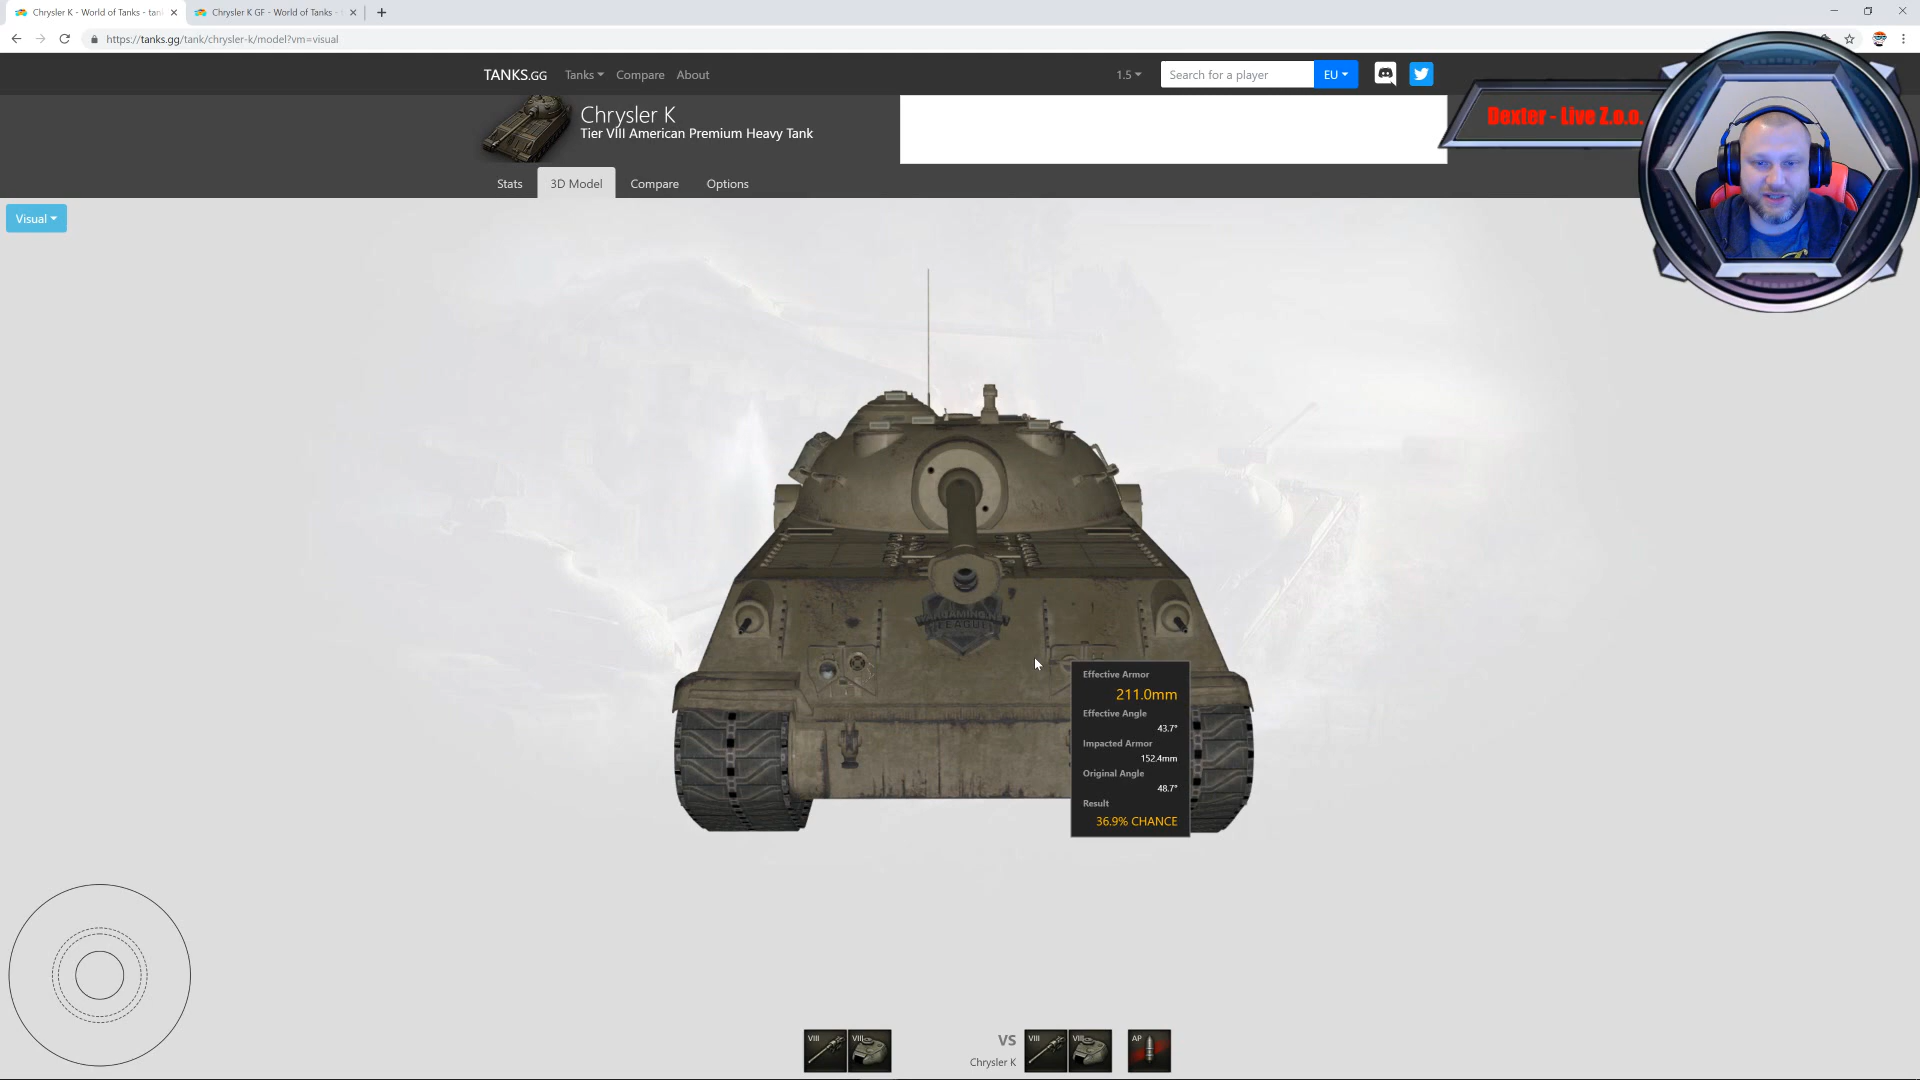 Chrysler K - World of Tanks - tan
Chrysler K GF - World of Tanks -
https://tanks.gg/tank/chrysler-k/model?vm=visual
TANKS.GG
Tanks
Compare
About
1.5
Search for a player
EU
Chrysler K
Tier VIII American Premium Heavy Tank
Dexter - Live Z.o.o.
Stats
3D Model
Compare
Options
Visual
WARGAMING.NET
LEAGUE
Effective Armor
211.0mm
Effective Angle
43.7°
Impacted Armor
152.4mm
Original Angle
48.7°
Result
36.9% CHANCE
VIII
VIII
VS
Chrysler K
VIII
VIII
AP